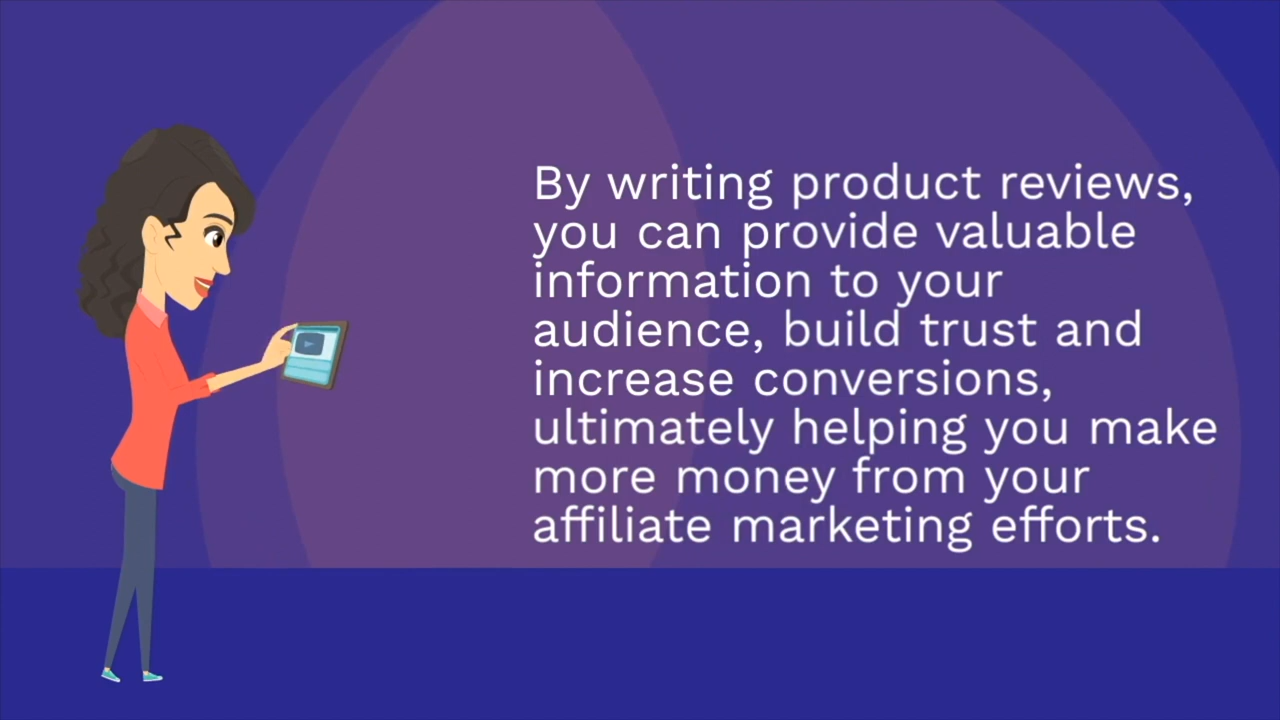 By writing product reviews,
you can provide valuable
information to your
audience, build trust and
increase conversions,
ultimately helping you make
more money from your
affiliate marketing efforts.